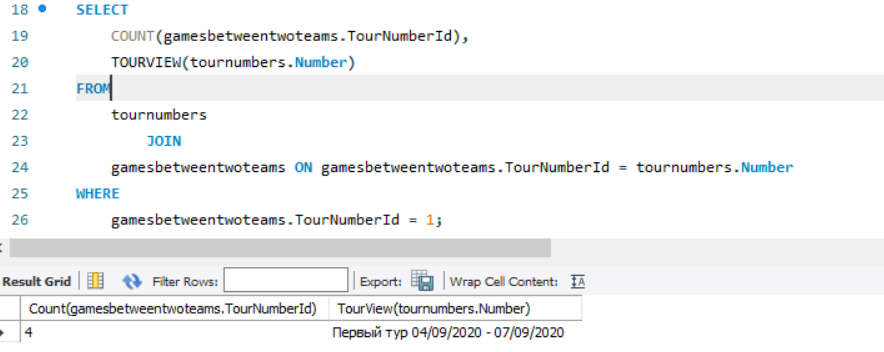 18 SELECT
19 COUNT(gamesbetweentwoteams.TourNumberId),
20 TOURVIEW(tournumbers.Number)
21 FROM
22 tournumbers
23 JOIN
24 gamesbetweentwoteams ON gamesbetweentwoteams.TourNumberId = tournumbers.Number
25 WHERE
26 gamesbetweentwoteams.TourNumberId = 1;
Result Grid Filter Rows: Export: Wrap Cell Content:
Count(gamesbetweentwoteams.TourNumberId) TourView(tournumbers.Number)
4 Первый тур 04/09/2020 - 07/09/2020